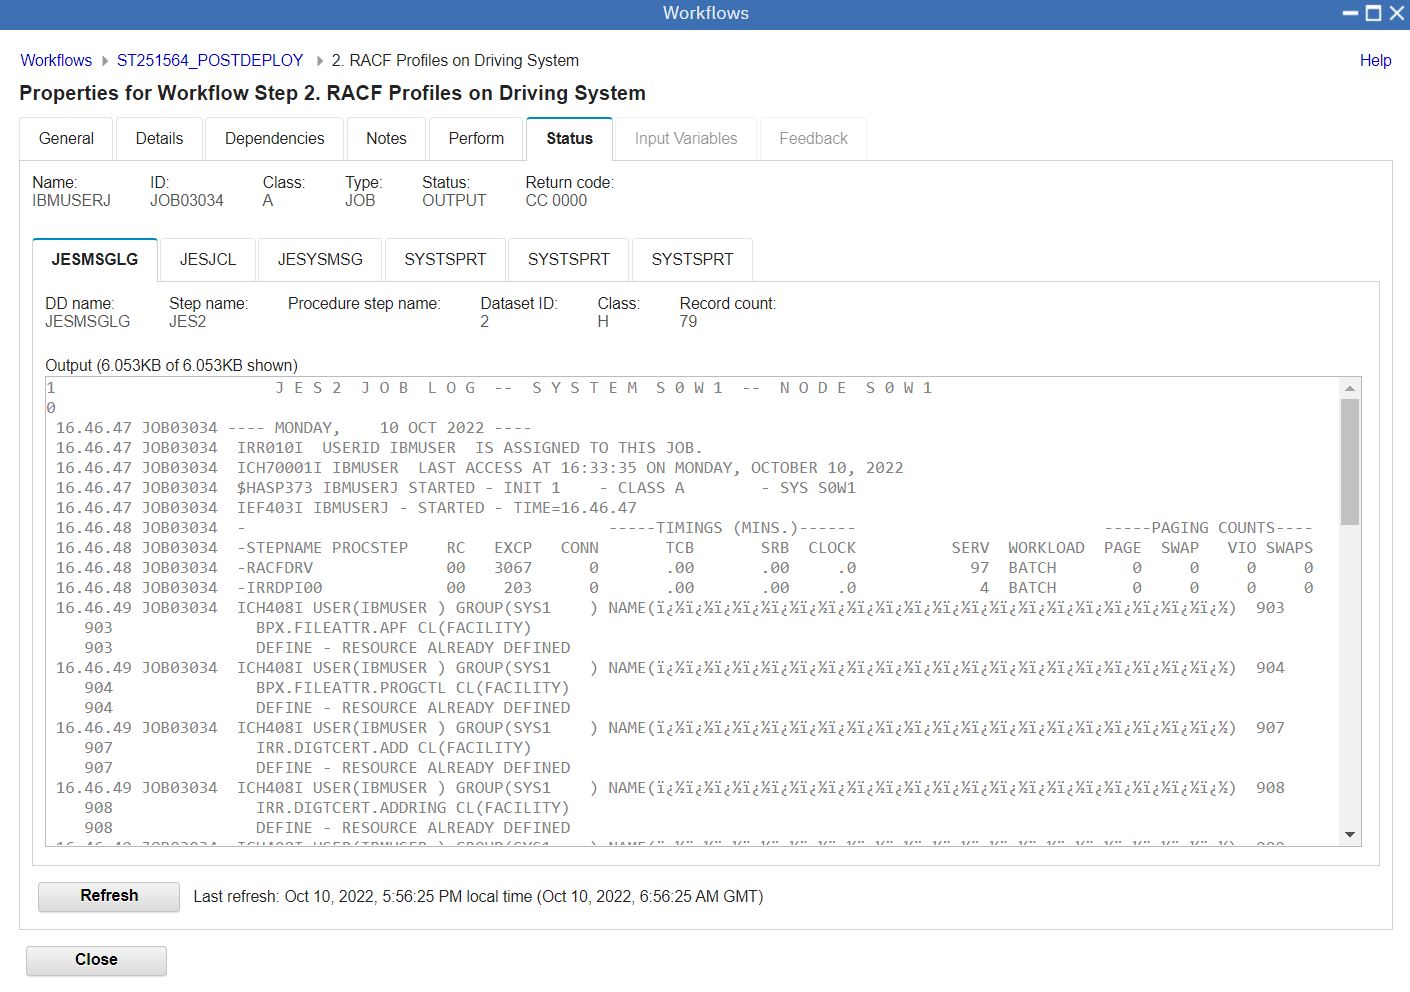 Workflows
Workflows ST251564_POSTDEPLOY 2. RACF Profiles on Driving System Help
Properties for Workflow Step 2. RACF Profiles on Driving System
General Details Dependencies Notes Perform Status Input Variables Feedback
Name: ID: Class: Type: Status: Return code:
IBMUSERJ JOB03034 A JOB OUTPUT CC 0000
JESMSGLG JESJCL JESYSMSG SYSTSPRT SYSTSPRT SYSTSPRT
DD name: Step name: Procedure step name: Dataset ID: Class: Record count:
JESMSGLG JES2 2 H 79
Output (6.053KB of 6.053KB shown)
1 J E S 2 J O B L O G -- S Y S T E M S 0 W 1 -- N O D E S 0 W 1
0
16.46.47 JOB03034 ---- MONDAY, 10 OCT 2022 ----
16.46.47 JOB03034 IRR010I USERID IBMUSER IS ASSIGNED TO THIS JOB.
16.46.47 JOB03034 ICH70001I IBMUSER LAST ACCESS AT 16:33:35 ON MONDAY, OCTOBER 10, 2022
16.46.47 JOB03034 $HASP373 IBMUSERJ STARTED - INIT 1 - CLASS A - SYS S0W1
16.46.47 JOB03034 IEF403I IBMUSERJ - STARTED - TIME=16.46.47
16.46.48 JOB03034 - -----TIMINGS (MINS.)------ -----PAGING COUNTS----
16.46.48 JOB03034 -STEPNAME PROCSTEP RC EXCP CONN TCB SRB CLOCK SERV WORKLOAD PAGE SWAP VIO SWAPS
16.46.48 JOB03034 -RACFDRV 00 3067 0 .00 .00 .0 97 BATCH 0 0 0 0
16.46.48 JOB03034 -IRRDPI00 00 203 0 .00 .00 .0 4 BATCH 0 0 0 0
16.46.49 JOB03034 ICH408I USER(IBMUSER ) GROUP(SYS1 ) NAME(ï¿½ï¿½ï¿½ï¿½ï¿½ï¿½ï¿½ï¿½ï¿½ï¿½ï¿½ï¿½ï¿½ï¿½ï¿½ï¿½ï¿½ï¿½ï¿½ï¿½) 903
903 BPX.FILEATTR.APF CL(FACILITY)
903 DEFINE - RESOURCE ALREADY DEFINED
16.46.49 JOB03034 ICH408I USER(IBMUSER ) GROUP(SYS1 ) NAME(ï¿½ï¿½ï¿½ï¿½ï¿½ï¿½ï¿½ï¿½ï¿½ï¿½ï¿½ï¿½ï¿½ï¿½ï¿½ï¿½ï¿½ï¿½ï¿½ï¿½) 904
904 BPX.FILEATTR.PROGCTL CL(FACILITY)
904 DEFINE - RESOURCE ALREADY DEFINED
16.46.49 JOB03034 ICH408I USER(IBMUSER ) GROUP(SYS1 ) NAME(ï¿½ï¿½ï¿½ï¿½ï¿½ï¿½ï¿½ï¿½ï¿½ï¿½ï¿½ï¿½ï¿½ï¿½ï¿½ï¿½ï¿½ï¿½ï¿½ï¿½) 907
907 IRR.DIGTCERT.ADD CL(FACILITY)
907 DEFINE - RESOURCE ALREADY DEFINED
16.46.49 JOB03034 ICH408I USER(IBMUSER ) GROUP(SYS1 ) NAME(ï¿½ï¿½ï¿½ï¿½ï¿½ï¿½ï¿½ï¿½ï¿½ï¿½ï¿½ï¿½ï¿½ï¿½ï¿½ï¿½ï¿½ï¿½ï¿½ï¿½) 908
908 IRR.DIGTCERT.ADDRING CL(FACILITY)
908 DEFINE - RESOURCE ALREADY DEFINED
Refresh Last refresh: Oct 10, 2022, 5:56:25 PM local time (Oct 10, 2022, 6:56:25 AM GMT)
Close